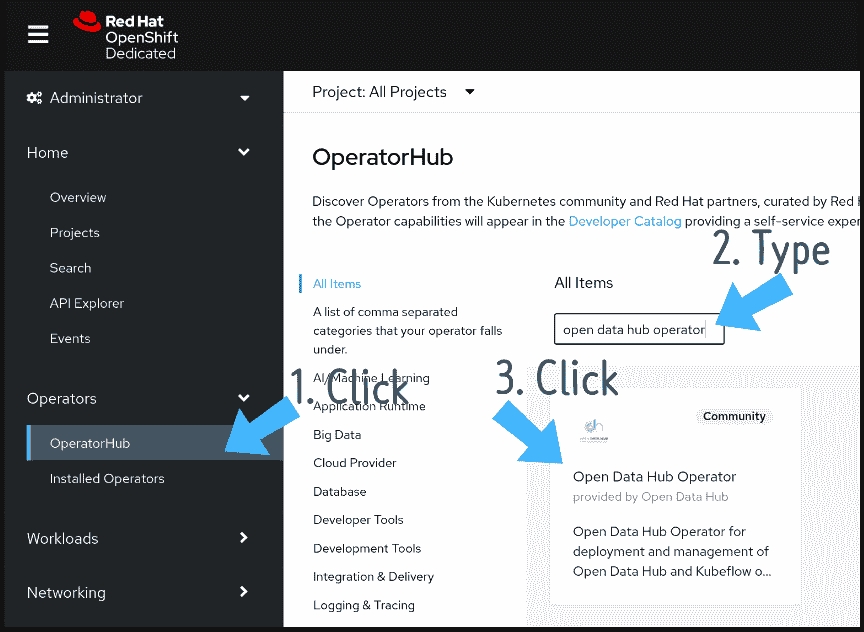 Red Hat
OpenShift
Dedicated
Administrator
Home
Overview
Projects
Search
API Explorer
Events
Operators
OperatorHub
Installed Operators
Workloads
Networking
Project: All Projects
OperatorHub
Discover Operators from the Kubernetes community and Red Hat partners, curated by Red
the Operator capabilities will appear in the Developer Catalog providing a self-service
All Items
A list of comma separated
categories that your operator falls
under.
AI/Machine Learning
Application Runtime
Big Data
Cloud Provider
Database
Developer Tools
Development Tools
Integration & Delivery
Logging & Tracing
All Items
open data hub operator
Community
Open Data Hub Operator
provided by Open Data Hub
Open Data Hub Operator for
deployment and management of
Open Data Hub and Kubeflow o...
1. Click
2. Type
3. Click